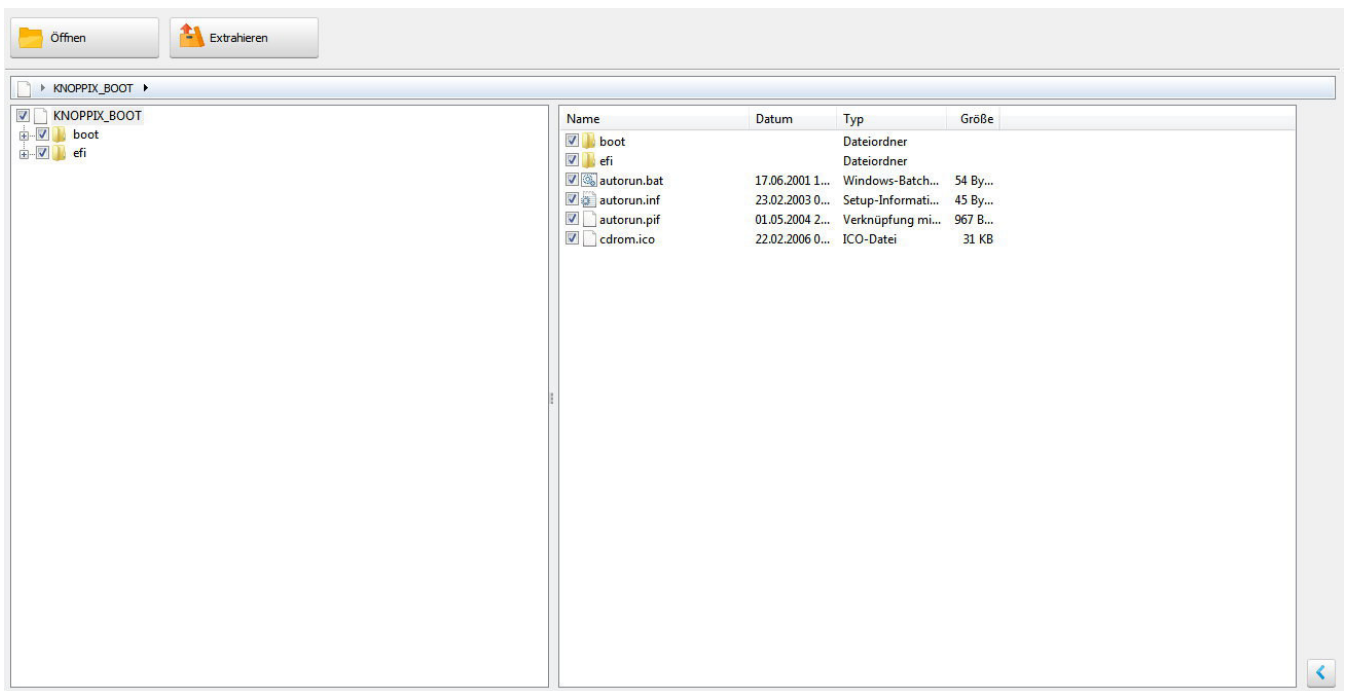 Öffnen Extrahieren
KNOPPIX_BOOT
KNOPPIX_BOOT
boot
efi
Name Datum Typ Größe
boot Dateiordner
efi Dateiordner
autorun.bat 17.06.2001 1... Windows-Batch... 54 By...
autorun.inf 23.02.2003 0... Setup-Informati... 45 By...
autorun.pif 01.05.2004 2... Verknüpfung mi... 967 B...
cdrom.ico 22.02.2006 0... ICO-Datei 31 KB